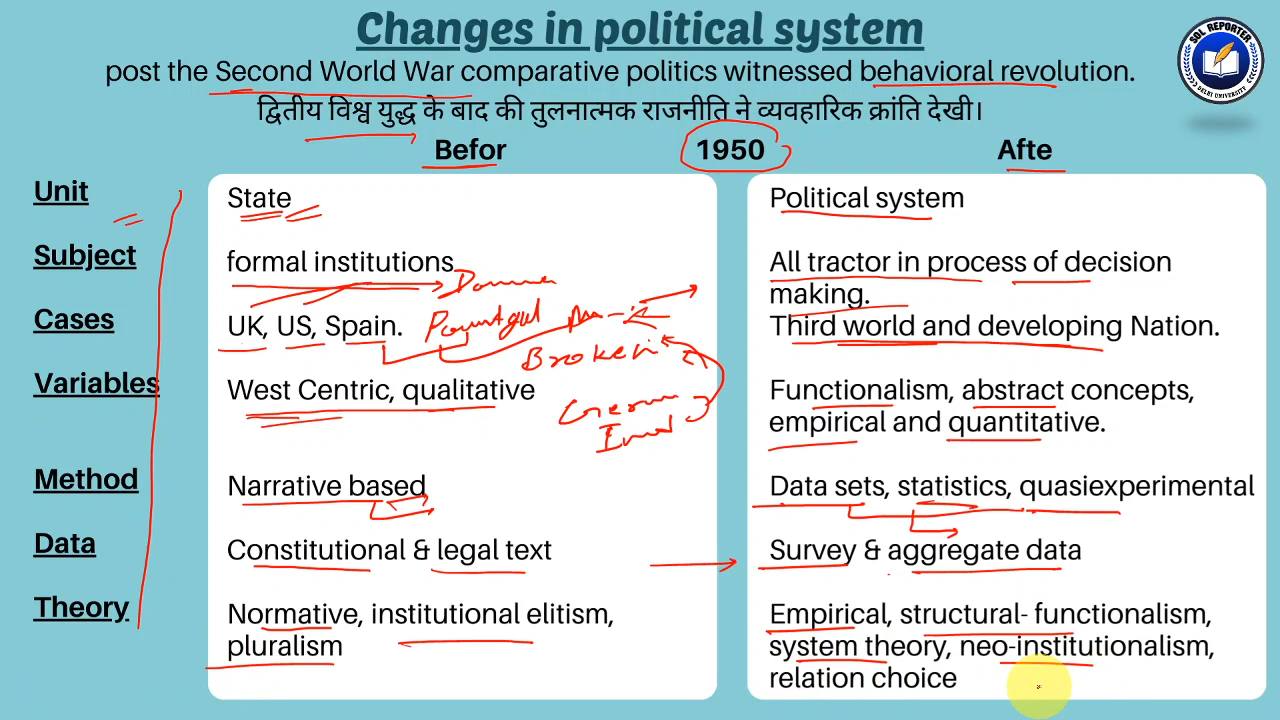 Changes in political system
SOL REPORTER
DELHI UNIVERSITY
post the Second World War comparative politics witnessed behavioral revolution.
द्वितीय विश्व युद्ध के बाद की तुलनात्मक राजनीति ने व्यवहारिक क्रांति देखी।
Befor 1950 Afte
Unit State Political system
Subject formal institutions All tractor in process of decision
making.
Cases UK, US, Spain. Third world and developing Nation.
Broken
Variables West Centric, qualitative Functionalism, abstract concepts,
empirical and quantitative.
Method Narrative based Data sets, statistics, quasiexperimental
Data Constitutional & legal text Survey & aggregate data
Theory Normative, institutional elitism, Empirical, structural- functionalism,
pluralism system theory, neo-institutionalism,
relation choice